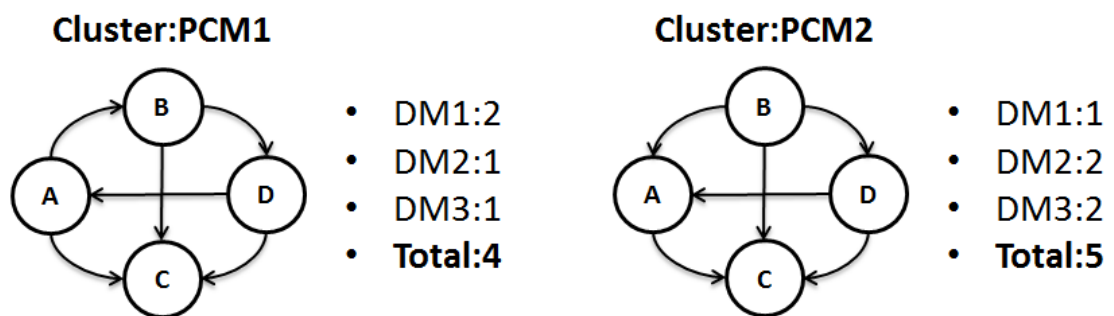 Cluster:PCM1
B
A
D
C
• DM1:2
• DM2:1
• DM3:1
• Total:4
Cluster:PCM2
B
A
D
C
• DM1:1
• DM2:2
• DM3:2
• Total:5